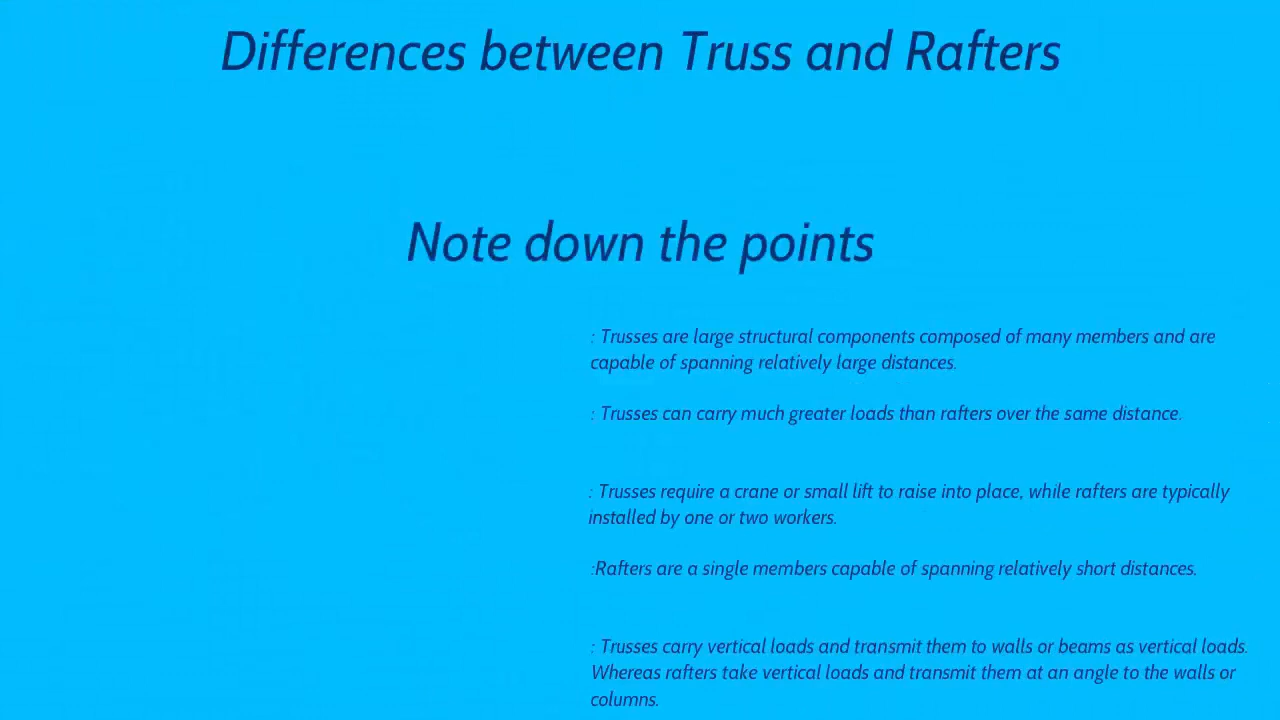 Differences between Truss and Rafters
Note down the points
: Trusses are large structural components composed of many members and are
capable of spanning relatively large distances.
: Trusses can carry much greater loads than rafters over the same distance.
: Trusses require a crane or small lift to raise into place, while rafters are typically
installed by one or two workers.
:Rafters are a single members capable of spanning relatively short distances.
: Trusses carry vertical loads and transmit them to walls or beams as vertical loads.
Whereas rafters take vertical loads and transmit them at an angle to the walls or
columns.